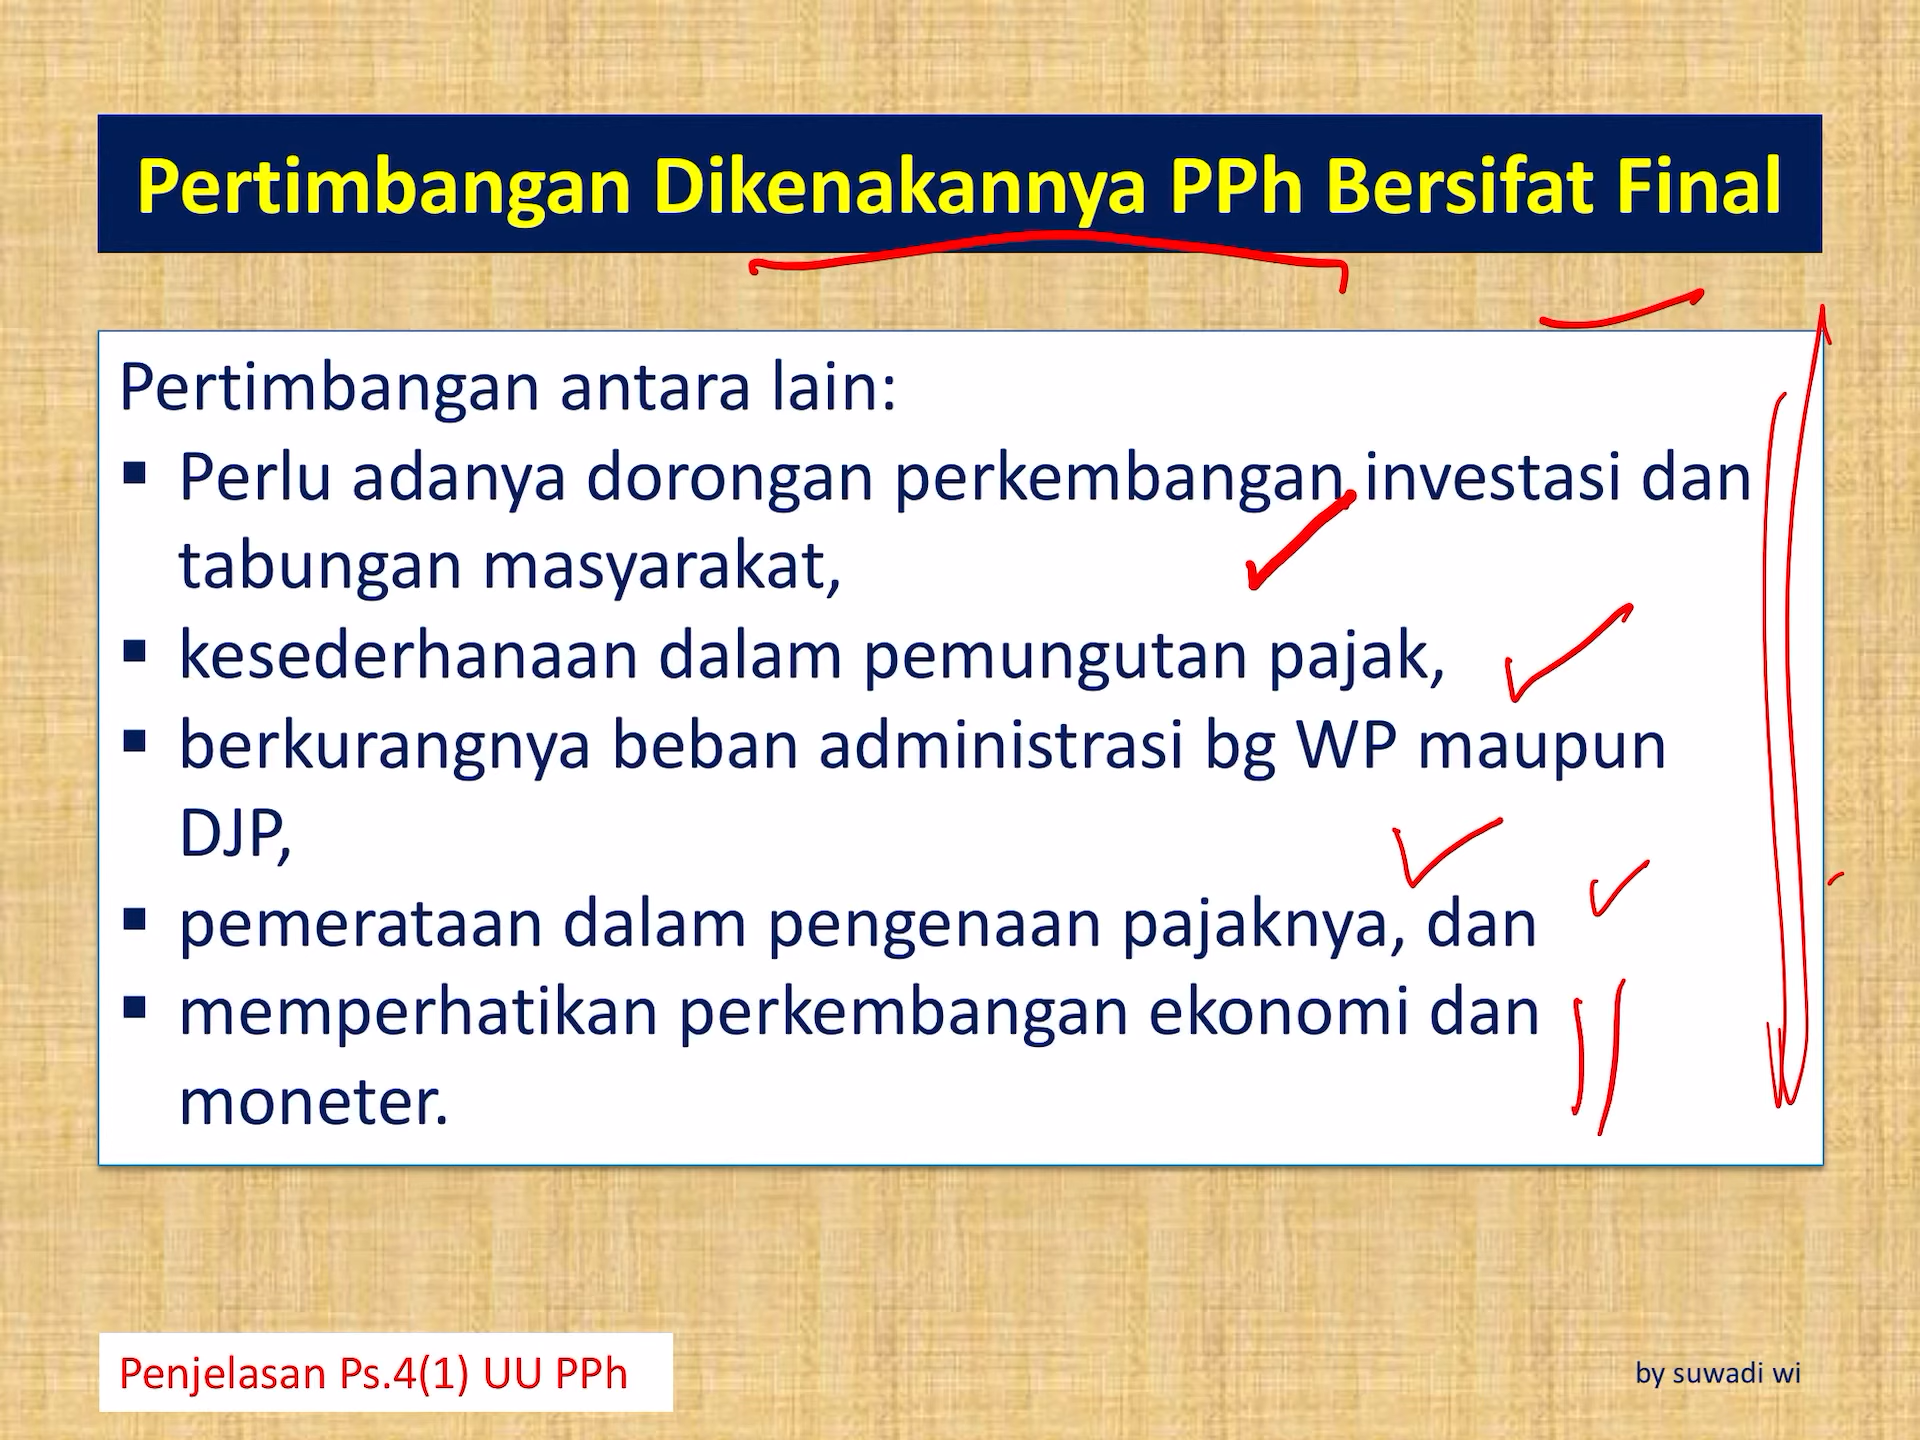 Pertimbangan Dikenakannya PPh Bersifat Final
Pertimbangan antara lain:
▪ Perlu adanya dorongan perkembangan investasi dan
tabungan masyarakat,
▪ kesederhanaan dalam pemungutan pajak,
▪ berkurangnya beban administrasi bg WP maupun
DJP,
▪ pemerataan dalam pengenaan pajaknya, dan
▪ memperhatikan perkembangan ekonomi dan
moneter.
Penjelasan Ps.4(1) UU PPh
by suwadi wi